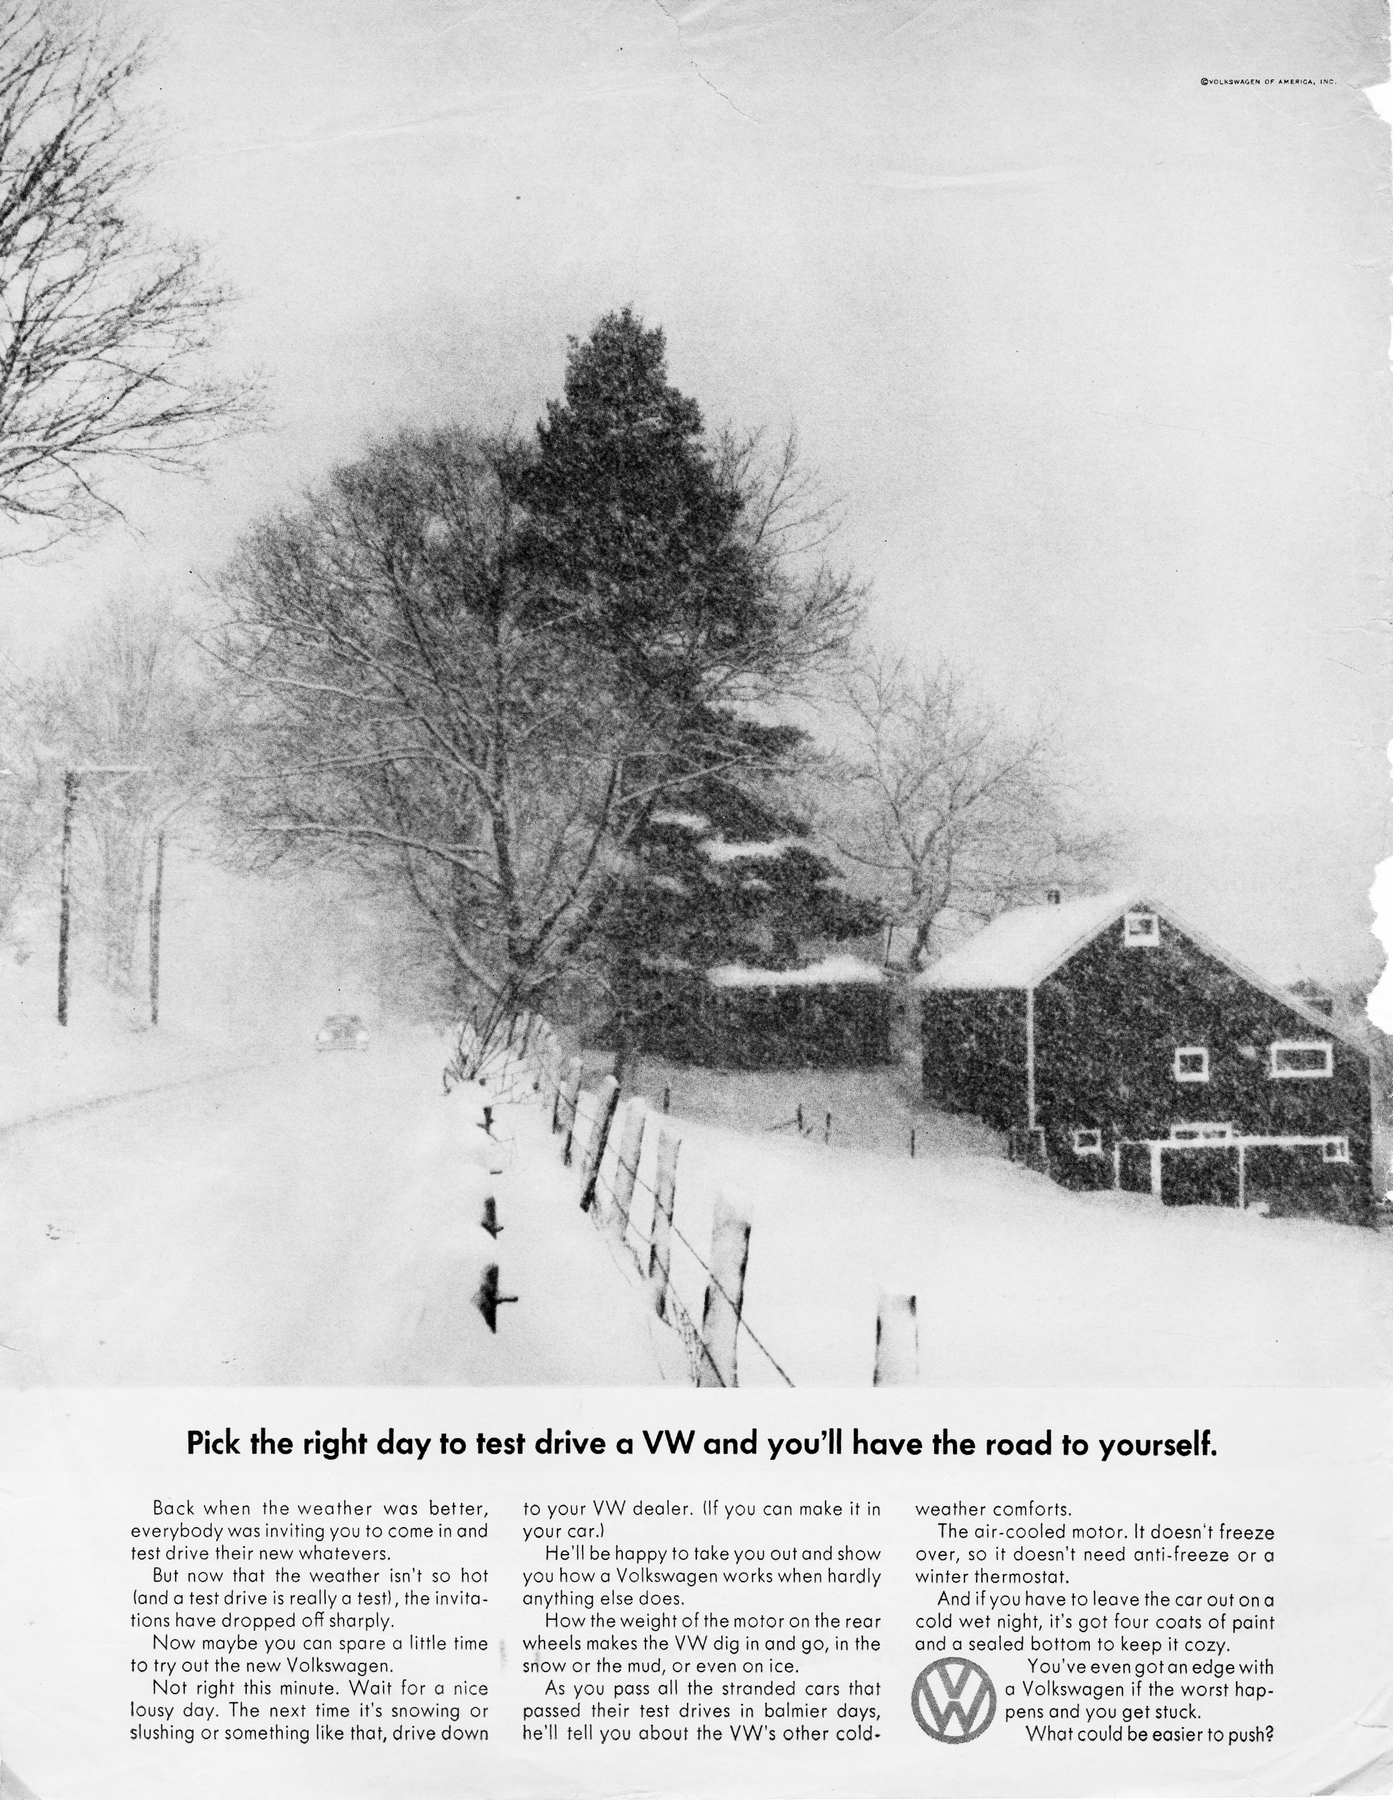 ©VOLKSWAGEN OF AMERICA, INC.
Pick the right day to test drive a VW and you'll have the road to yourself.
Back when the weather was better,
everybody was inviting you to come in and
test drive their new whatevers.
But now that the weather isn't so hot
(and a test drive is really a test), the invita-
tions have dropped off sharply.
Now maybe you can spare a little time
to try out the new Volkswagen.
Not right this minute. Wait for a nice
lousy day. The next time it's snowing or
slushing or something like that, drive down
to your VW dealer. (If you can make it in
your car.)
He'll be happy to take you out and show
you how a Volkswagen works when hardly
anything else does.
How the weight of the motor on the rear
wheels makes the VW dig in and go, in the
snow or the mud, or even on ice.
As you pass all the stranded cars that
passed their test drives in balmier days,
he'll tell you about the VW's other cold-
weather comforts.
The air-cooled motor. It doesn't freeze
over, so it doesn't need anti-freeze or a
winter thermostat.
And if you have to leave the car out on a
cold wet night, it's got four coats of paint
and a sealed bottom to keep it cozy.
You've even got an edge with
a Volkswagen if the worst hap-
pens and you get stuck.
What could be easier to push?
VW